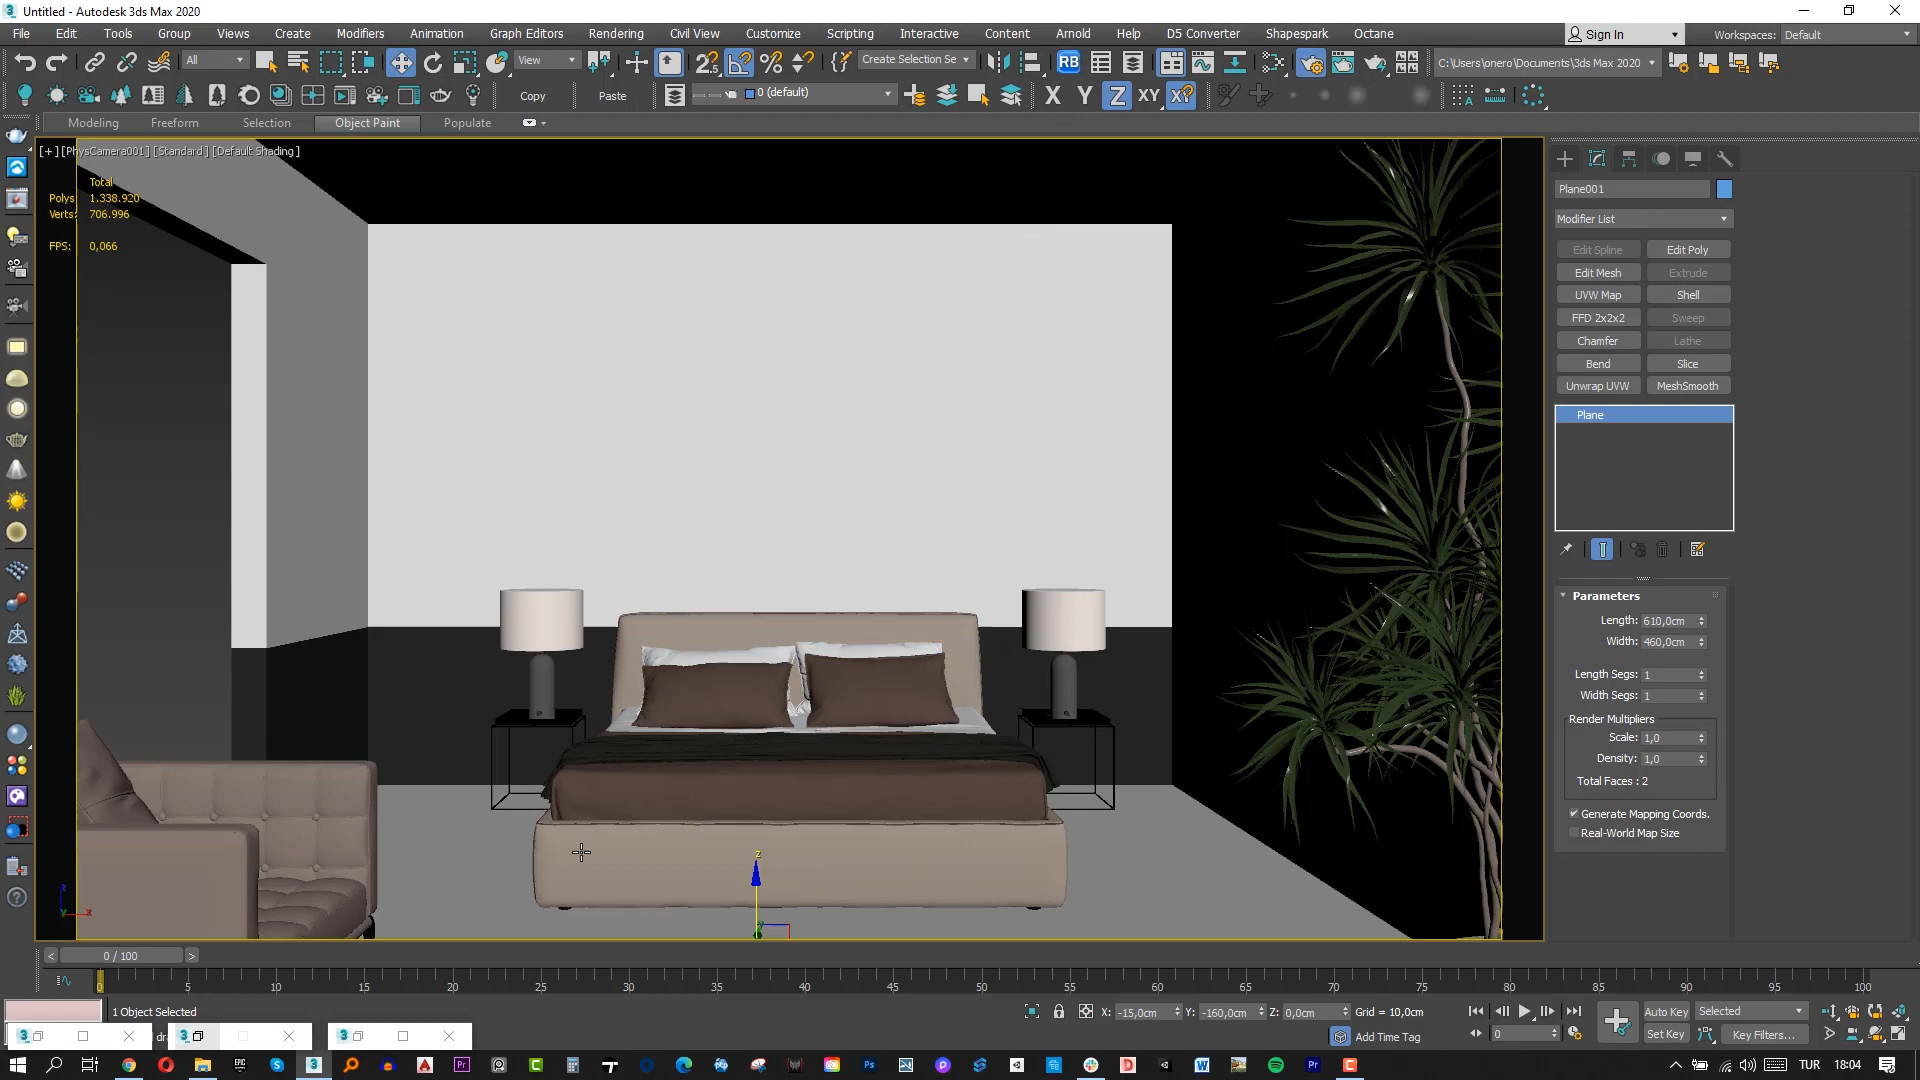 Untitled - Autodesk 3ds Max 2020
File Edit Tools Group Views Create Modifiers Animation Graph Editors Rendering Civil View Customize Scripting Interactive Content Arnold Help D5 Converter Shapespark Octane
Sign In
Workspaces: Default
All
View
Create Selection Se
RB
C:\Users\onero\Documents\3ds Max 2020
Copy Paste
0 (default)
X Y Z XY XY
Modeling Freeform Selection Object Paint Populate
[+] [PhysCamera001] [Standard] [Default Shading]
Total
Polys: 1.338.920
Verts: 706.996
FPS: 0,066
z
z
x
y
Plane001
Modifier List
Edit Spline Edit Poly
Edit Mesh Extrude
UVW Map Shell
FFD 2x2x2 Sweep
Chamfer Lathe
Bend Slice
Unwrap UVW MeshSmooth
Plane
Parameters
Length: 610,0cm
Width: 460,0cm
Length Segs: 1
Width Segs: 1
Render Multipliers
Scale: 1,0
Density: 1,0
Total Faces : 2
Generate Mapping Coords.
Real-World Map Size
< 0 / 100 >
0 5 10 15 20 25 30 35 40 45 50 55 60 65 70 75 80 85 90 95 100
1 Object Selected
X: -15,0cm Y: -160,0cm Z: 0,0cm Grid = 10,0cm
Auto Key Selected
dra
Add Time Tag
0
Set Key Key Filters...
TUR 18:04